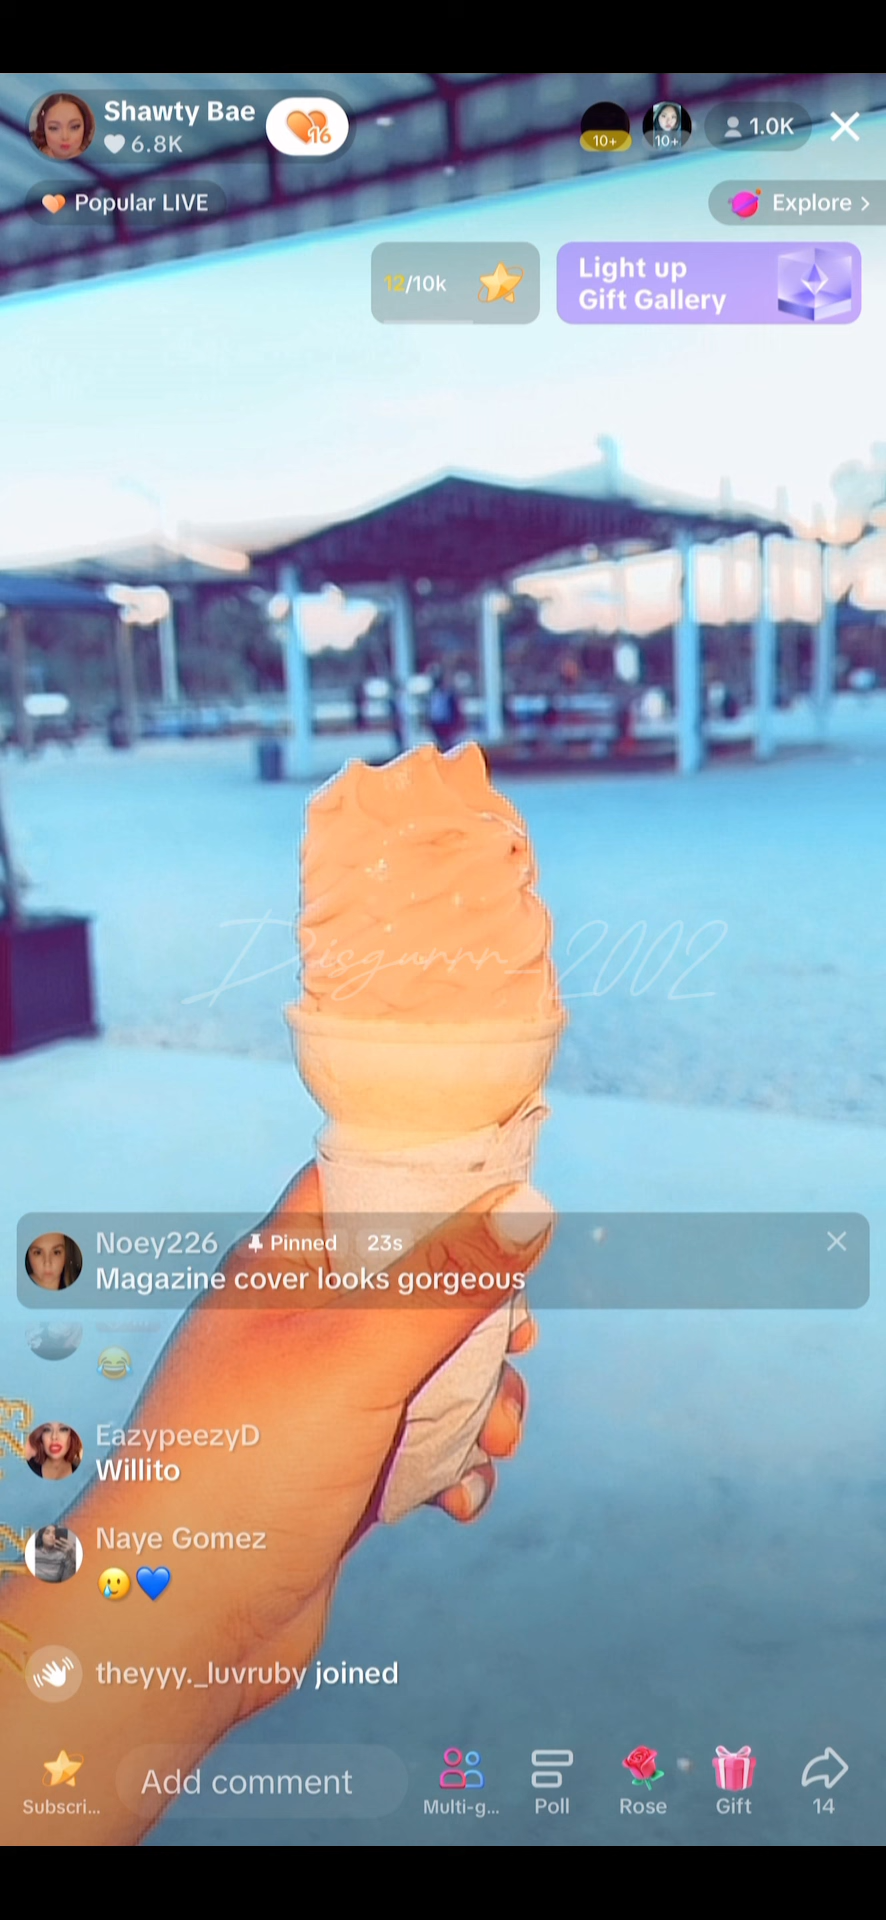 Shawty Bae
6.8K
16
10+
10+
1.0K
Popular LIVE
Explore >
12/10k
Light up
Gift Gallery
Noey226 Pinned 23s
Magazine cover looks gorgeous
😂
EazypeezyD
Willito
Naye Gomez
🥲💙
theyyy._luvruby joined
Subscri...
Add comment
Multi-g...
Poll
Rose
Gift
14